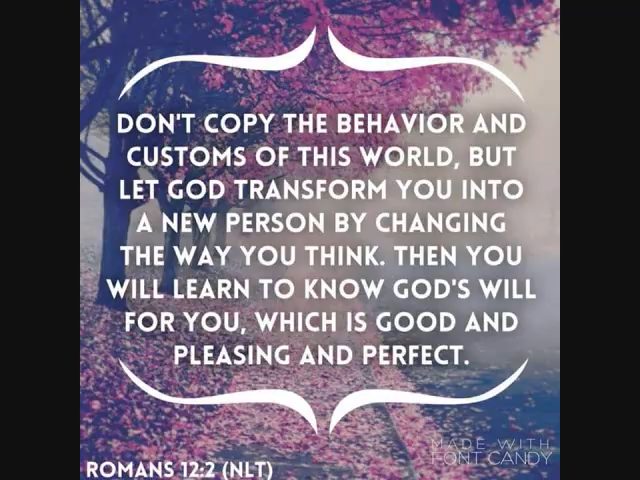 DON'T COPY THE BEHAVIOR AND
CUSTOMS OF THIS WORLD, BUT
LET GOD TRANSFORM YOU INTO
A NEW PERSON BY CHANGING
THE WAY YOU THINK. THEN YOU
WILL LEARN TO KNOW GOD'S WILL
FOR YOU, WHICH IS GOOD AND
PLEASING AND PERFECT.
MADE WITH
FONT CANDY
ROMANS 12:2 (NLT)